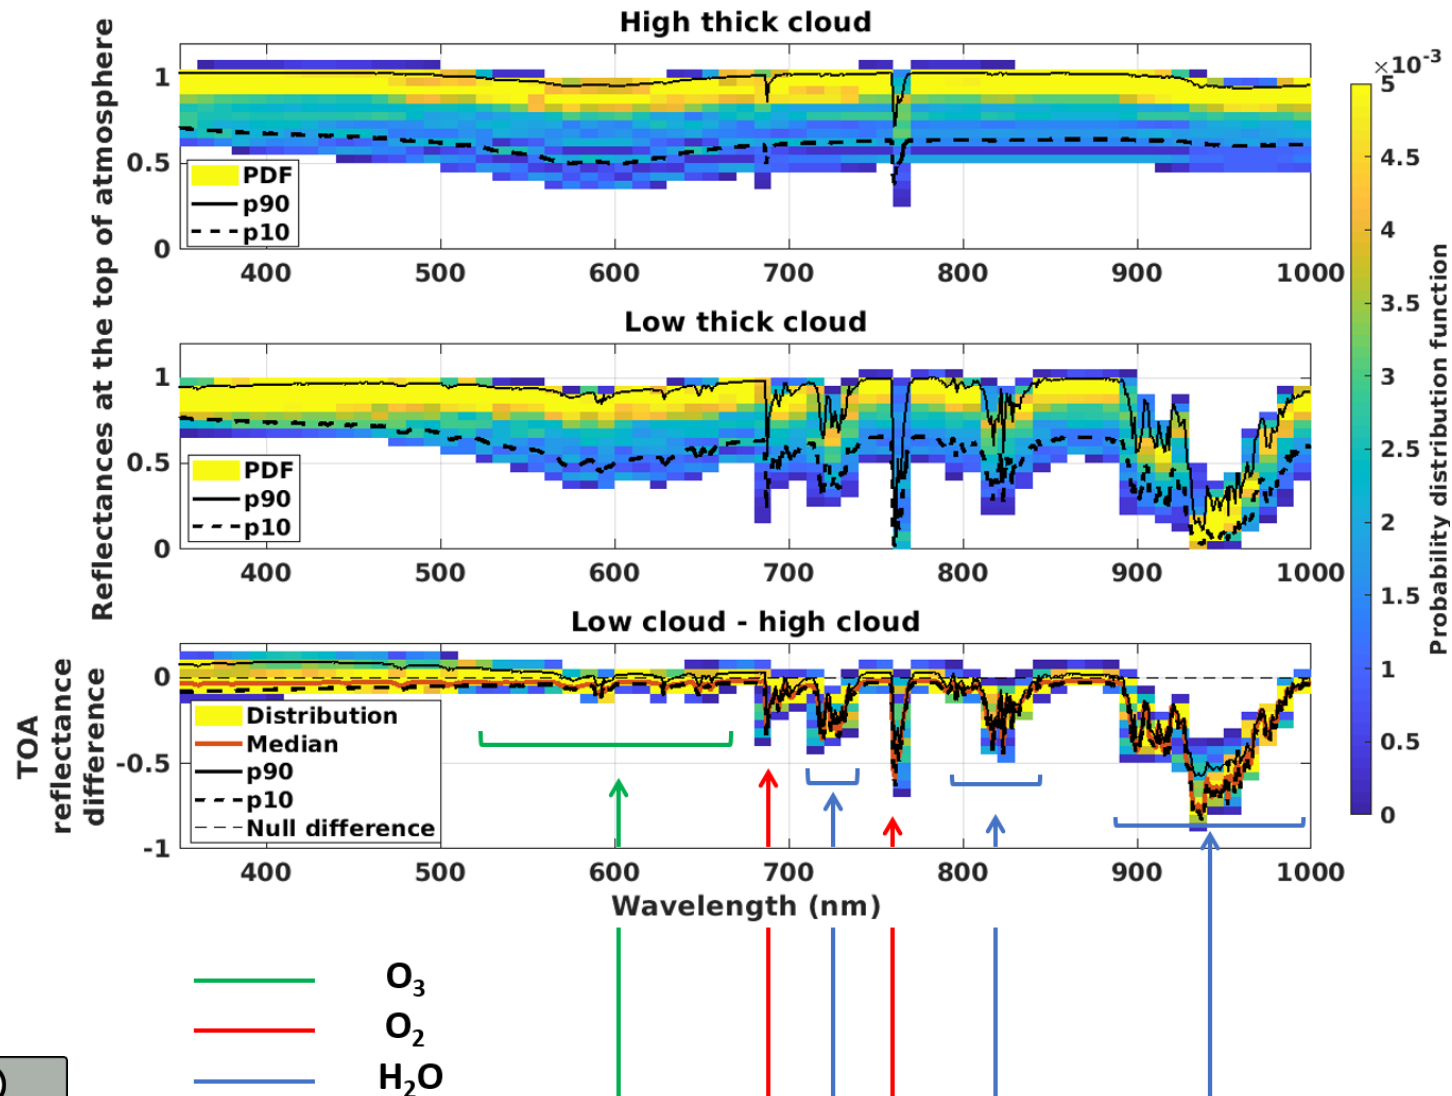 High thick cloud
×10⁻³
Reflectances at the top of atmosphere
1
0.5
0
PDF
p90
p10
400 500 600 700 800 900 1000
Low thick cloud
1
0.5
0
PDF
p90
p10
400 500 600 700 800 900 1000
Low cloud - high cloud
TOA
reflectance
difference
0
-0.5
-1
Distribution
Median
p90
p10
Null difference
400 500 600 700 800 900 1000
Wavelength (nm)
5
4.5
4
3.5
3
2.5
2
1.5
1
0.5
0
Probability distribution function
O₃
O₂
H₂O